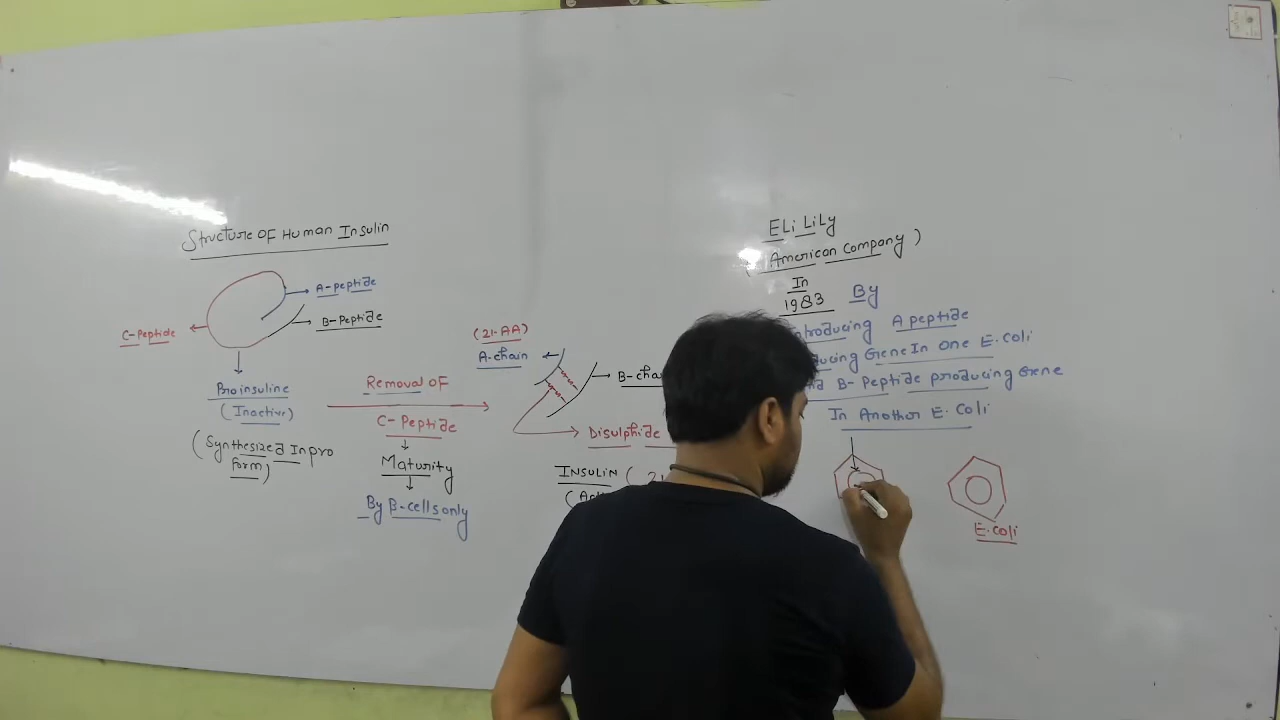 Structure OF Human Insulin
A-peptide
B-Peptide
C-Peptide
Proinsuline
(Inactive)
(Synthesized In pro
form)
Removal OF
C-Peptide
Maturity
By B-cells only
(21-AA)
A-chain
Disulphide
INSULIN
ELi LiLy
American Company )
In
1983 By
A peptide
Gene In one E.coli
B-Peptide producing Gene
In Another E.coli
E.coli